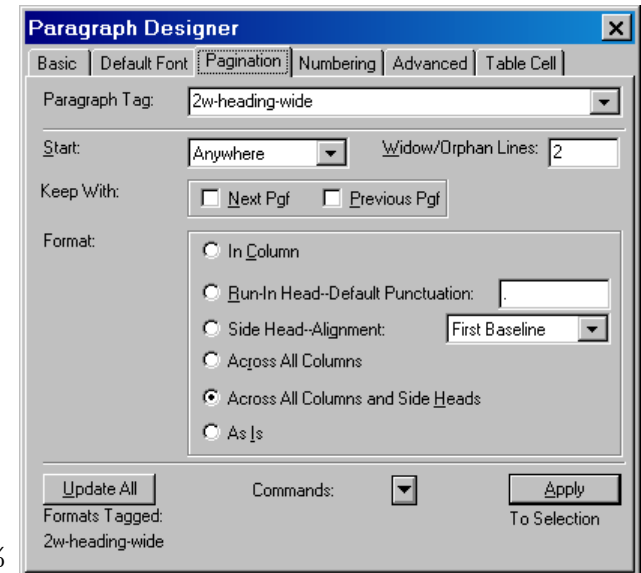 Paragraph Designer
Basic Default Font Pagination Numbering Advanced Table Cell
Paragraph Tag: 2w-heading-wide
Start: Anywhere Widow/Orphan Lines: 2
Keep With: Next Pgf Previous Pgf
Format:
In Column
Run-In Head--Default Punctuation: .
Side Head--Alignment: First Baseline
Across All Columns
Across All Columns and Side Heads
As Is
Update All Commands: Apply
Formats Tagged: To Selection
2w-heading-wide
%